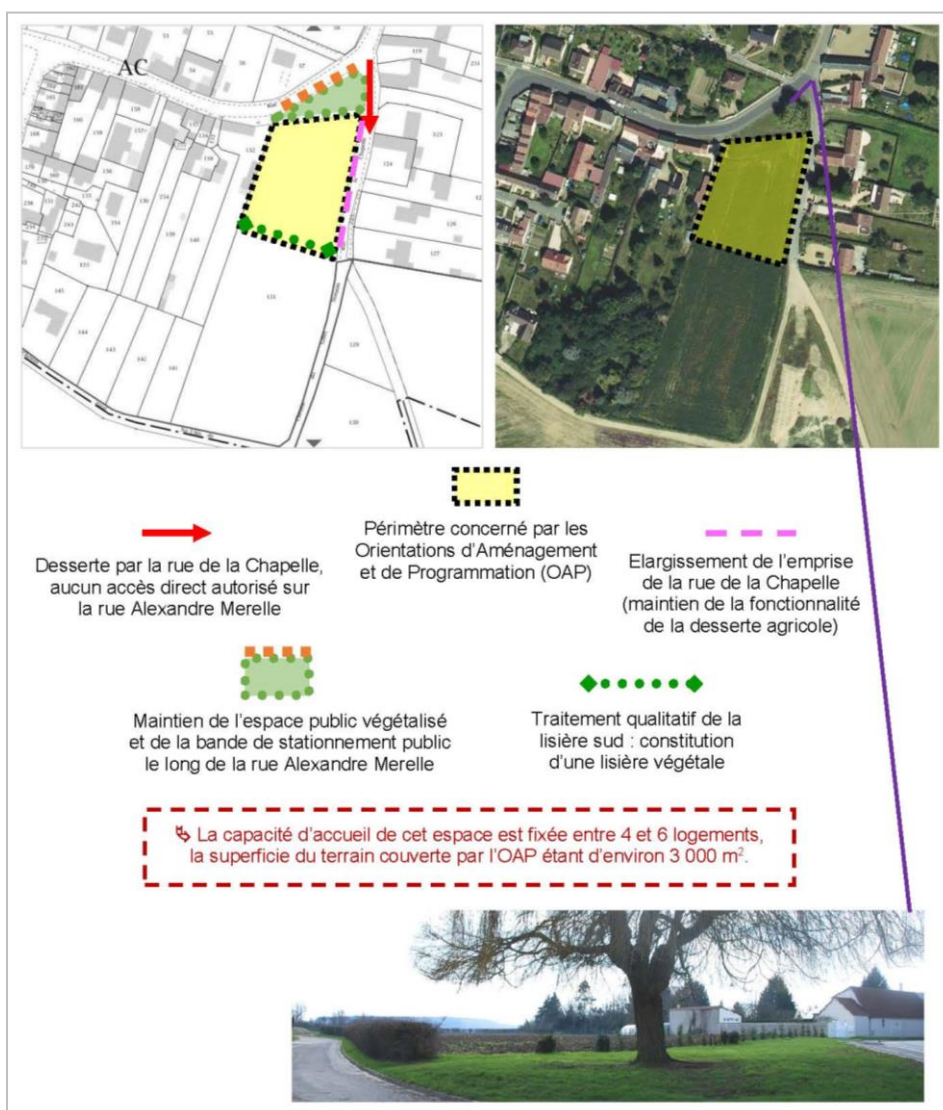 AC
Périmètre concerné par les
Orientations d’Aménagement
et de Programmation (OAP)
Desserte par la rue de la Chapelle,
aucun accès direct autorisé sur
la rue Alexandre Merelle
Elargissement de l’emprise
de la rue de la Chapelle
(maintien de la fonctionnalité
de la desserte agricole)
Maintien de l’espace public végétalisé
et de la bande de stationnement public
le long de la rue Alexandre Merelle
Traitement qualitatif de la
lisière sud : constitution
d’une lisière végétale
La capacité d’accueil de cet espace est fixée entre 4 et 6 logements,
la superficie du terrain couverte par l’OAP étant d’environ 3 000 m².